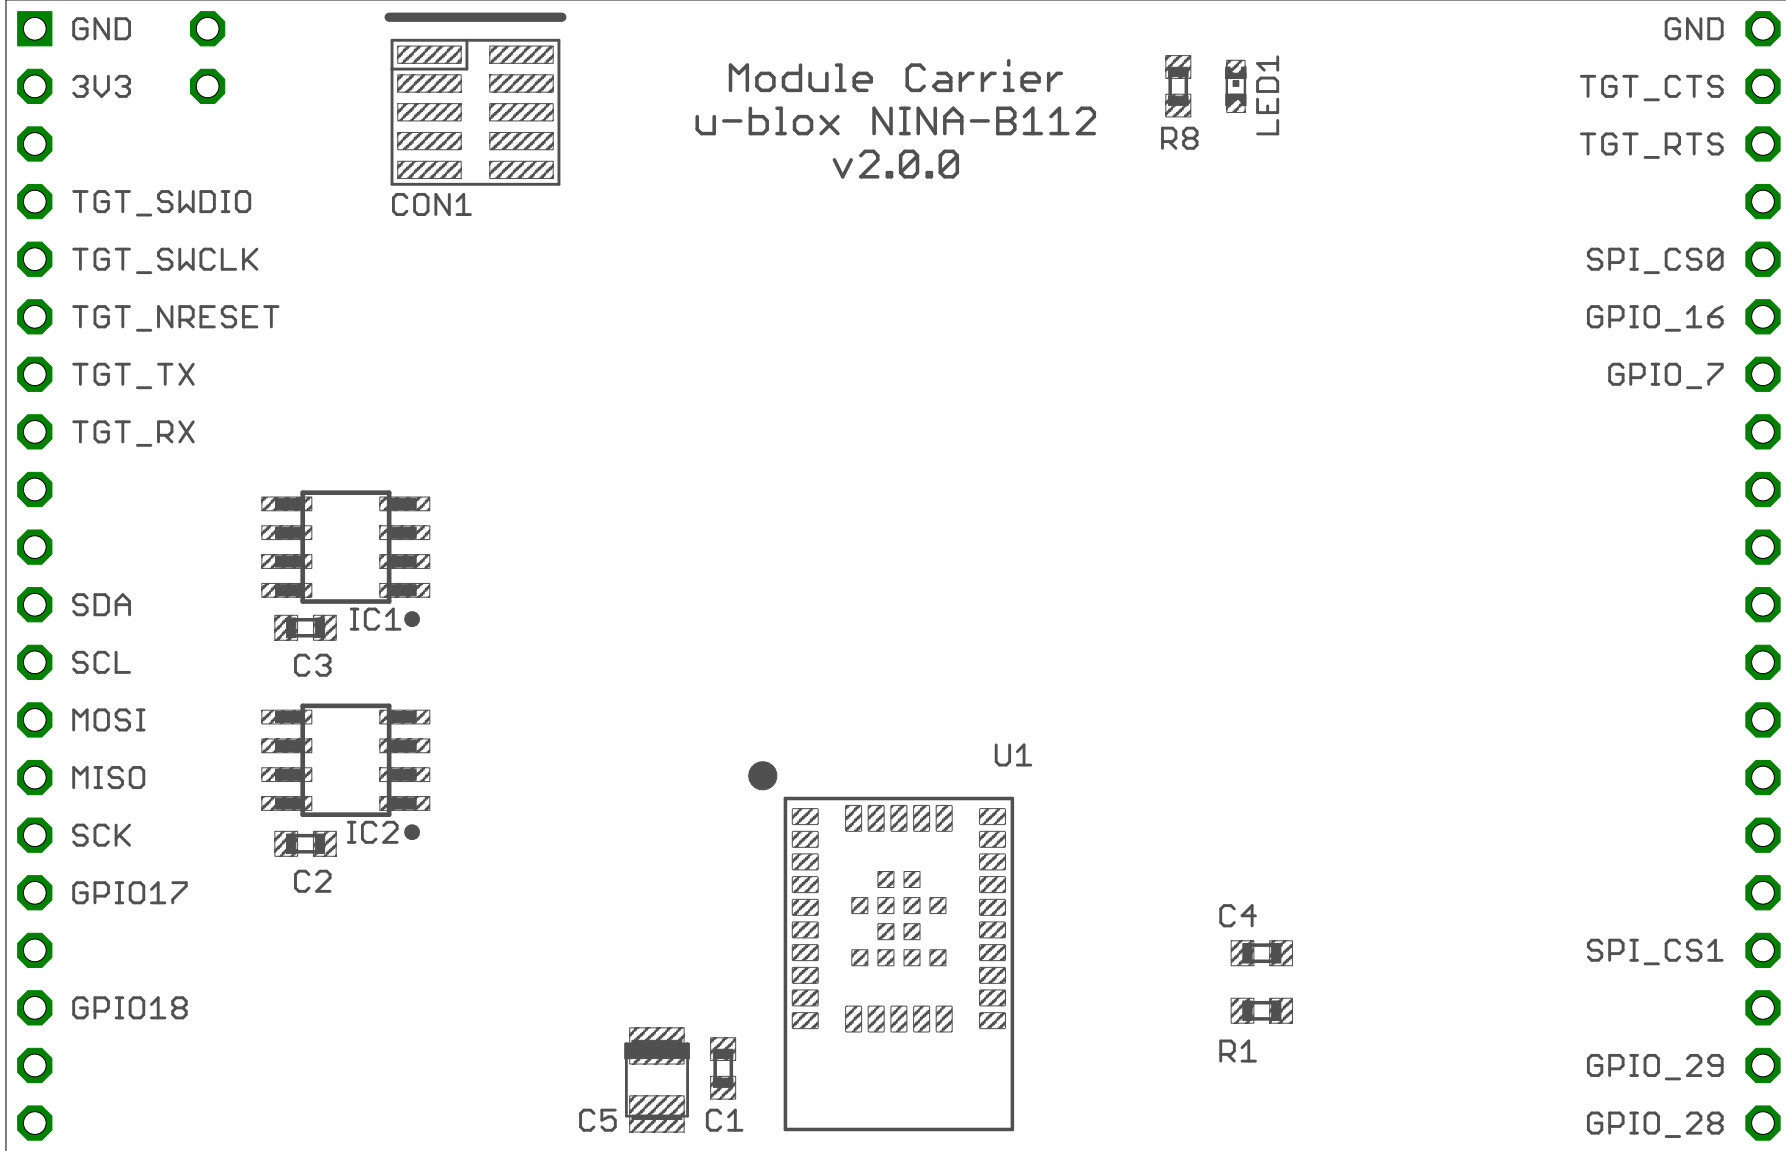 GND
3V3
TGT_SWDIO
TGT_SWCLK
TGT_NRESET
TGT_TX
TGT_RX
SDA
SCL
MOSI
MISO
SCK
GPIO17
GPIO18
CON1
Module Carrier
u-blox NINA-B112
v2.0.0
R8
LED1
IC1
C3
IC2
C2
U1
C5
C1
C4
R1
GND
TGT_CTS
TGT_RTS
SPI_CS0
GPIO_16
GPIO_7
SPI_CS1
GPIO_29
GPIO_28